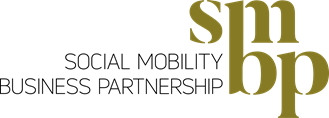 sm
SOCIAL MOBILITY
BUSINESS PARTNERSHIP
bp